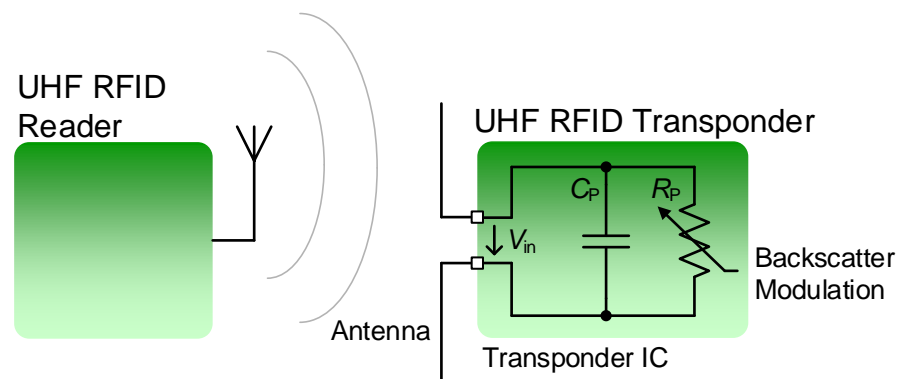 UHF RFID
Reader
UHF RFID Transponder
CP
RP
Vin
Backscatter
Modulation
Antenna
Transponder IC